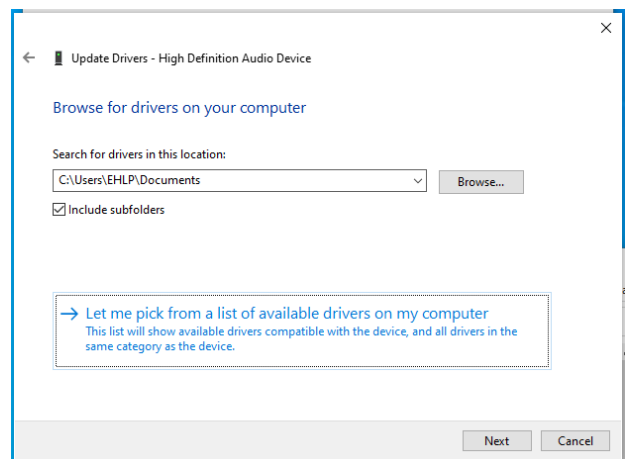 Update Drivers - High Definition Audio Device
Browse for drivers on your computer
Search for drivers in this location:
C:\Users\EHLP\Documents
Browse...
Include subfolders
Let me pick from a list of available drivers on my computer
This list will show available drivers compatible with the device, and all drivers in the
same category as the device.
Next
Cancel